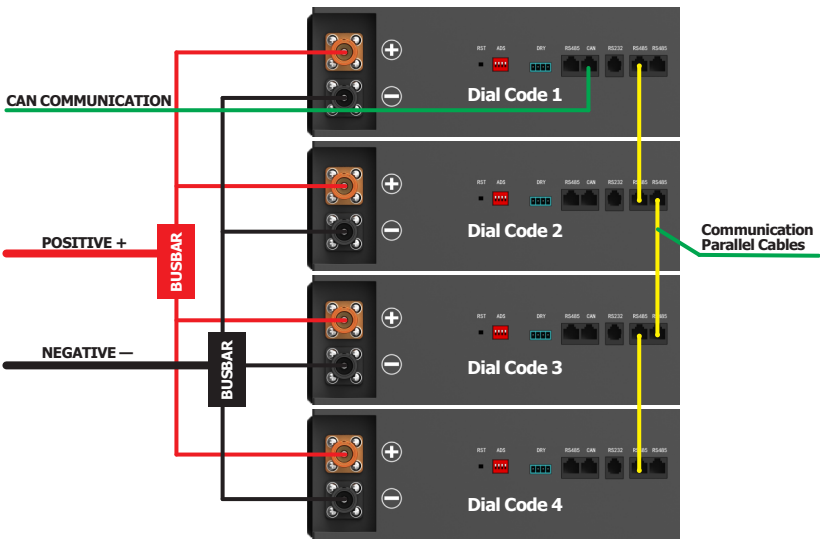 RST ADS DRY RS485 CAN RS232 RS485 RS485
Dial Code 1
CAN COMMUNICATION
RST ADS DRY RS485 CAN RS232 RS485 RS485
Dial Code 2
Communication
Parallel Cables
POSITIVE +
BUSBAR
RST ADS DRY RS485 CAN RS232 RS485 RS485
NEGATIVE —
BUSBAR
Dial Code 3
RST ADS DRY RS485 CAN RS232 RS485 RS485
Dial Code 4